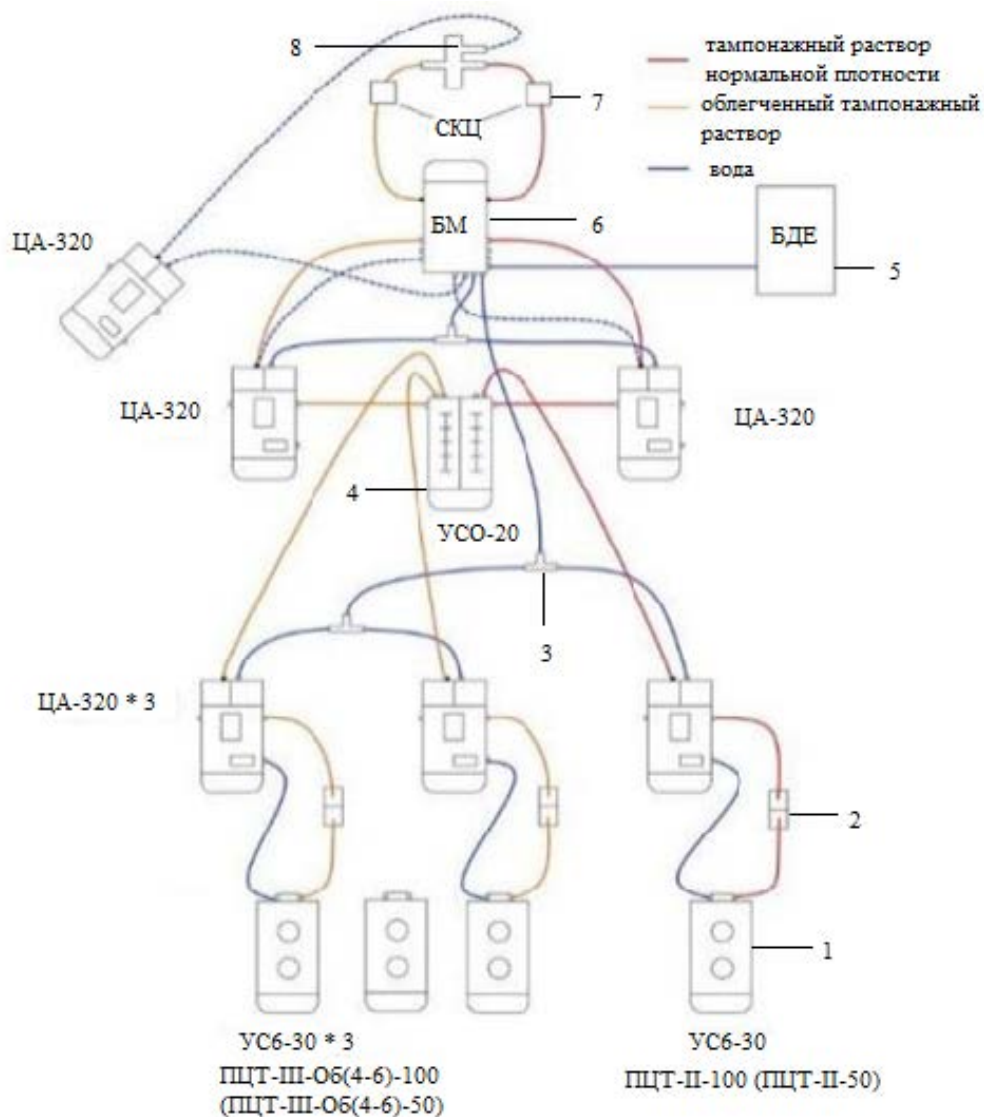 8
тампонажный раствор
нормальной плотности
облегченный тампонажный
раствор
вода
7
СКЦ
БМ
6
БДЕ
5
ЦА-320
ЦА-320
ЦА-320
4
УСО-20
3
ЦА-320 * 3
2
1
УС6-30 * 3
ПЦТ-III-Об(4-6)-100
(ПЦТ-III-Об(4-6)-50)
УС6-30
ПЦТ-II-100 (ПЦТ-II-50)